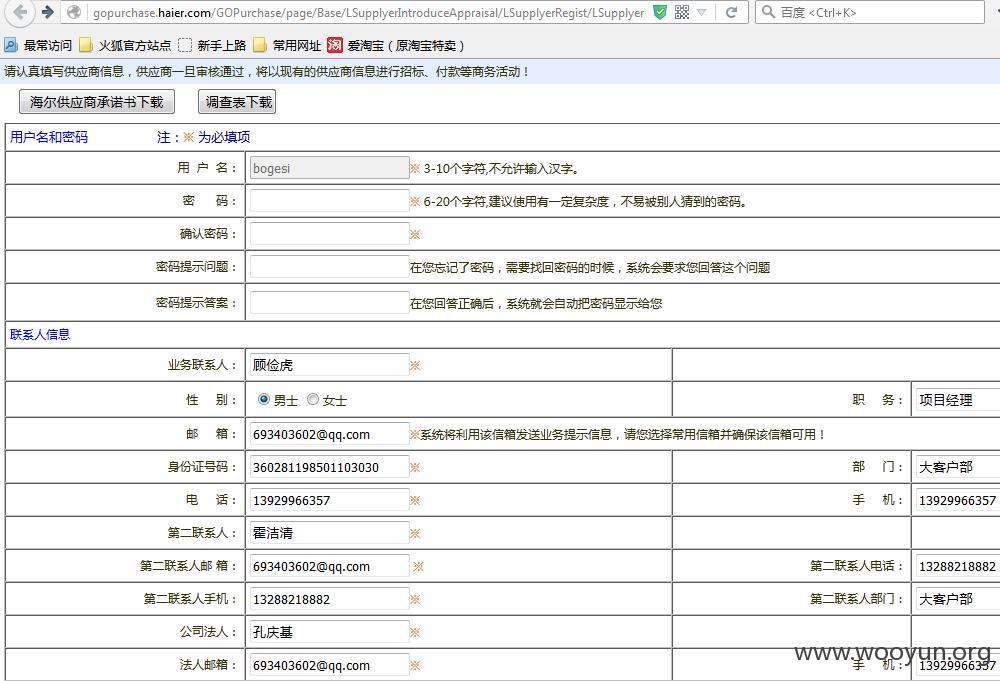 gopurchase.haier.com/GOPurchase/page/Base/LSupplyerIntroduceAppraisal/LSupplyerRegist/LSupplyer 百度 <Ctrl+K>
最常访问 火狐官方站点 新手上路 常用网址 淘 爱淘宝（原淘宝特卖）
请认真填写供应商信息，供应商一旦审核通过，将以现有的供应商信息进行招标、付款等商务活动！
海尔供应商承诺书下载 调查表下载
用户名和密码 注：※ 为必填项
用 户 名： bogesi ※ 3-10个字符,不允许输入汉字。
密 码： ※ 6-20个字符,建议使用有一定复杂度，不易被别人猜到的密码。
确认密码： ※
密码提示问题： 在您忘记了密码，需要找回密码的时候，系统会要求您回答这个问题
密码提示答案： 在您回答正确后，系统就会自动把密码显示给您
联系人信息
业务联系人： 顾俭虎 ※
性 别： 男士 女士 职 务： 项目经理
邮 箱： 693403602@qq.com ※系统将利用该信箱发送业务提示信息，请您选择常用信箱并确保该信箱可用！
身份证号码： 360281198501103030 ※ 部 门： 大客户部
电 话： 13929966357 ※ 手 机： 13929966357
第二联系人： 霍洁清 ※
第二联系人邮 箱： 693403602@qq.com ※ 第二联系人电话： 13288218882
第二联系人手机： 13288218882 ※ 第二联系人部门： 大客户部
公司法人： 孔庆基 ※
法人邮箱： 693403602@qq.com ※ 手 机： 13929966357
www.wooyun.org